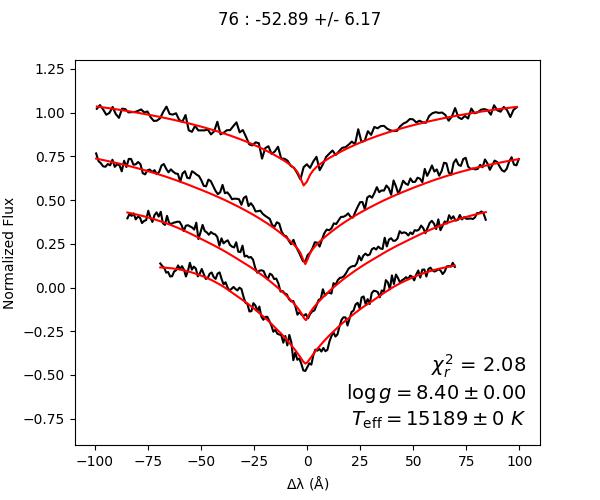 76 : -52.89 +/- 6.17
1.25
1.00
0.75
0.50
0.25
0.00
−0.25
−0.50
−0.75
Normalized Flux
χ²ᵣ = 2.08
log g = 8.40 ± 0.00
T_eff = 15189 ± 0 K
−100 −75 −50 −25 0 25 50 75 100
Δλ (Å)